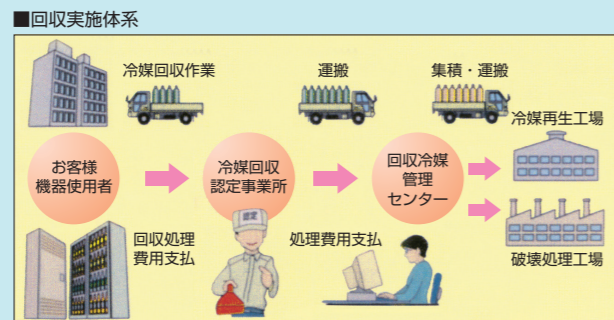 ■回収実施体系
冷媒回収作業
運搬
集積・運搬
冷媒再生工場
お客様
機器使用者
冷媒回収
認定事業所
回収冷媒
管理
センター
回収処理
費用支払
認定
処理費用支払
破壊処理工場